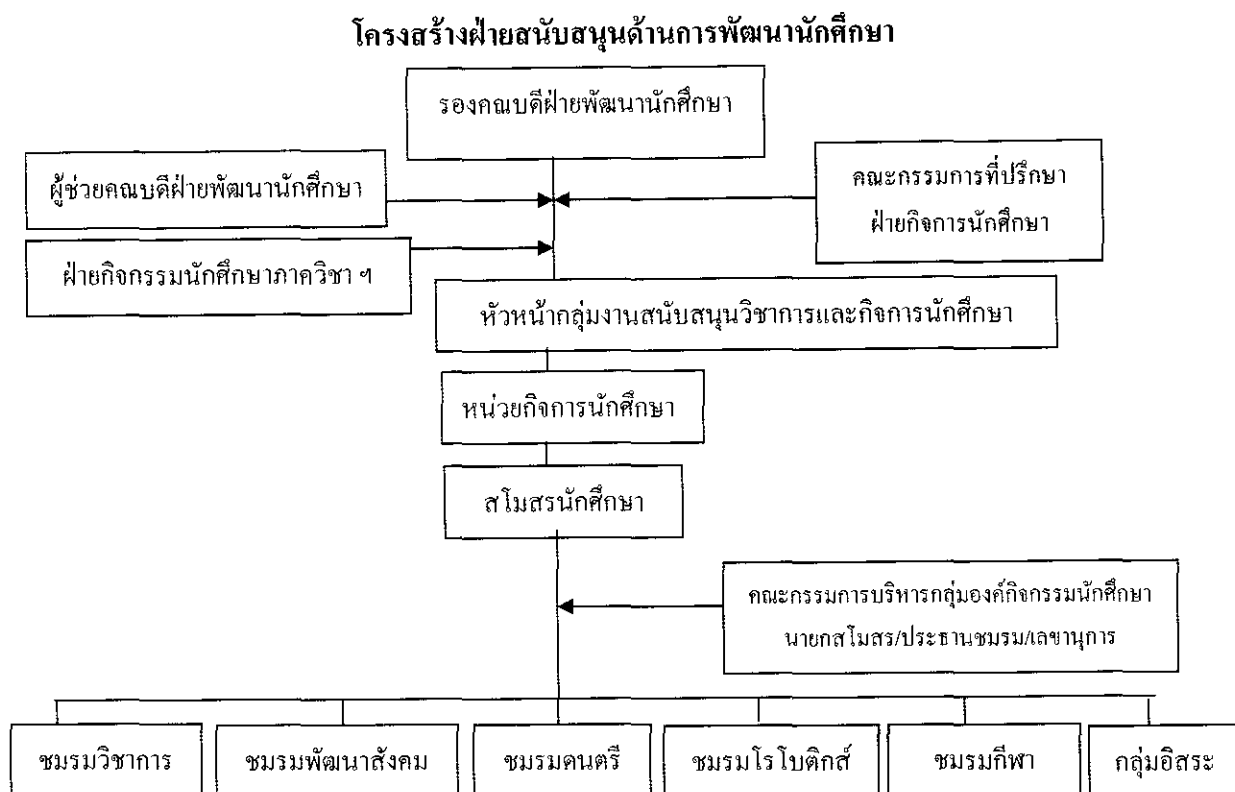 โครงสร้างฝ่ายสนับสนุนด้านการพัฒนานักศึกษา
รองคณบดีฝ่ายพัฒนานักศึกษา
ผู้ช่วยคณบดีฝ่ายพัฒนานักศึกษา
คณะกรรมการที่ปรึกษา
ฝ่ายกิจการนักศึกษา
ฝ่ายกิจกรรมนักศึกษาภาควิชา ฯ
หัวหน้ากลุ่มงานสนับสนุนวิชาการและกิจการนักศึกษา
หน่วยกิจการนักศึกษา
สโมสรนักศึกษา
คณะกรรมการบริหารกลุ่มองค์กิจกรรมนักศึกษา
นายกสโมสร/ประธานชมรม/เลขานุการ
ชมรมวิชาการ
ชมรมพัฒนาสังคม
ชมรมดนตรี
ชมรมโรโบติกส์
ชมรมกีฬา
กลุ่มอิสระ